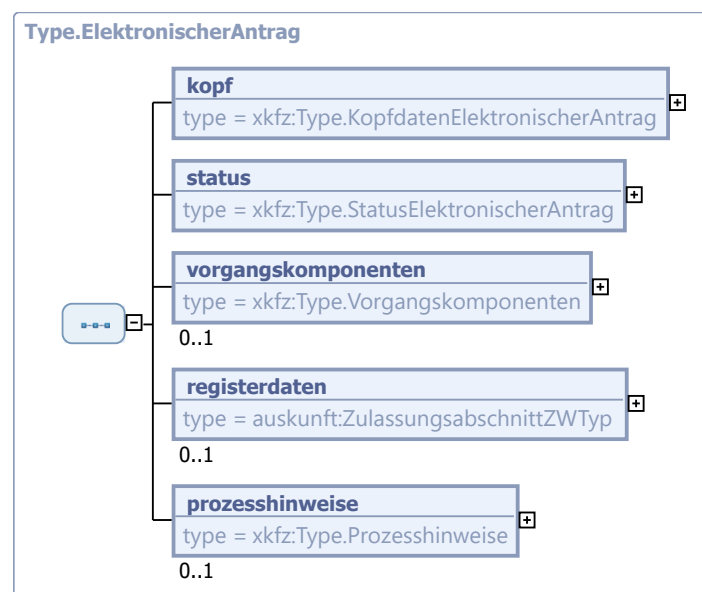 Type.ElektronischerAntrag
kopf
type = xkfz:Type.KopfdatenElektronischerAntrag
status
type = xkfz:Type.StatusElektronischerAntrag
vorgangskomponenten
type = xkfz:Type.Vorgangskomponenten
0..1
registerdaten
type = auskunft:ZulassungsabschnittZWTyp
0..1
prozesshinweise
type = xkfz:Type.Prozesshinweise
0..1